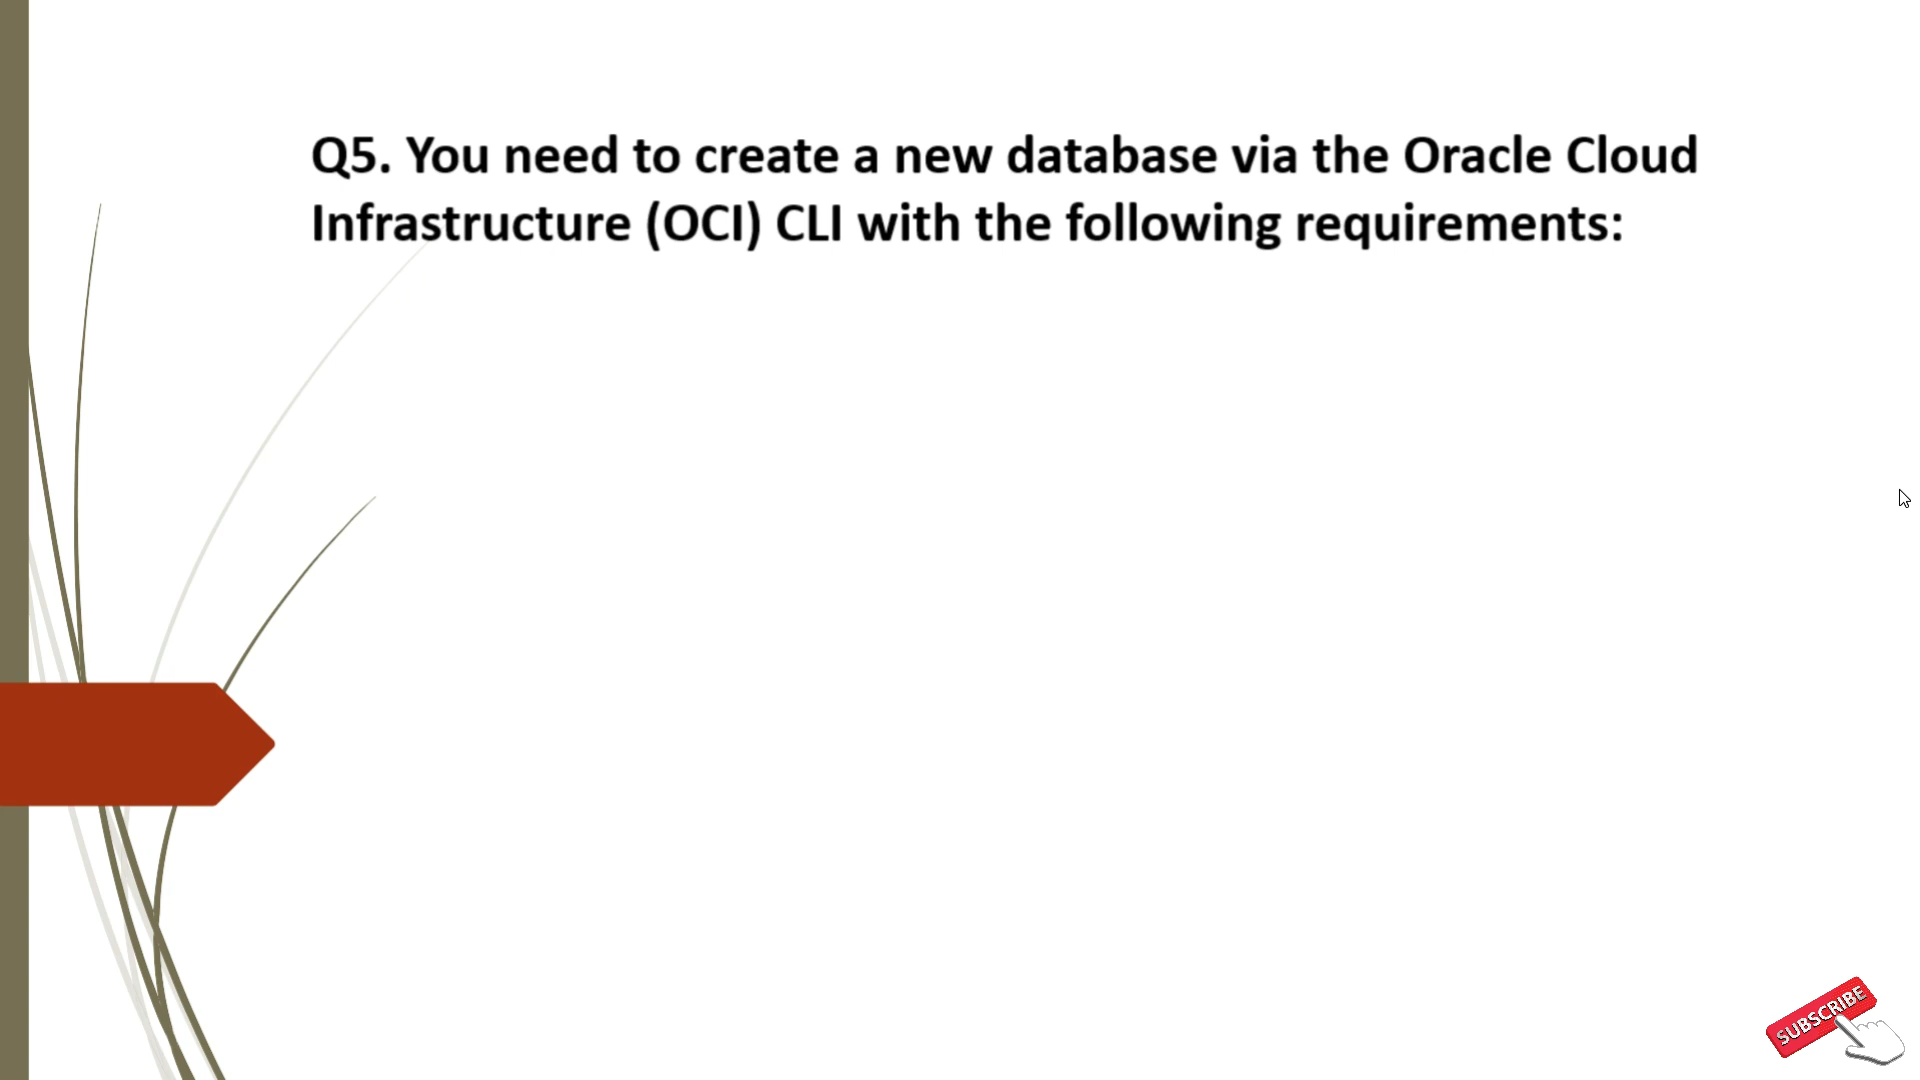 Q5. You need to create a new database via the Oracle Cloud
Infrastructure (OCI) CLI with the following requirements:
SUBSCRIBE